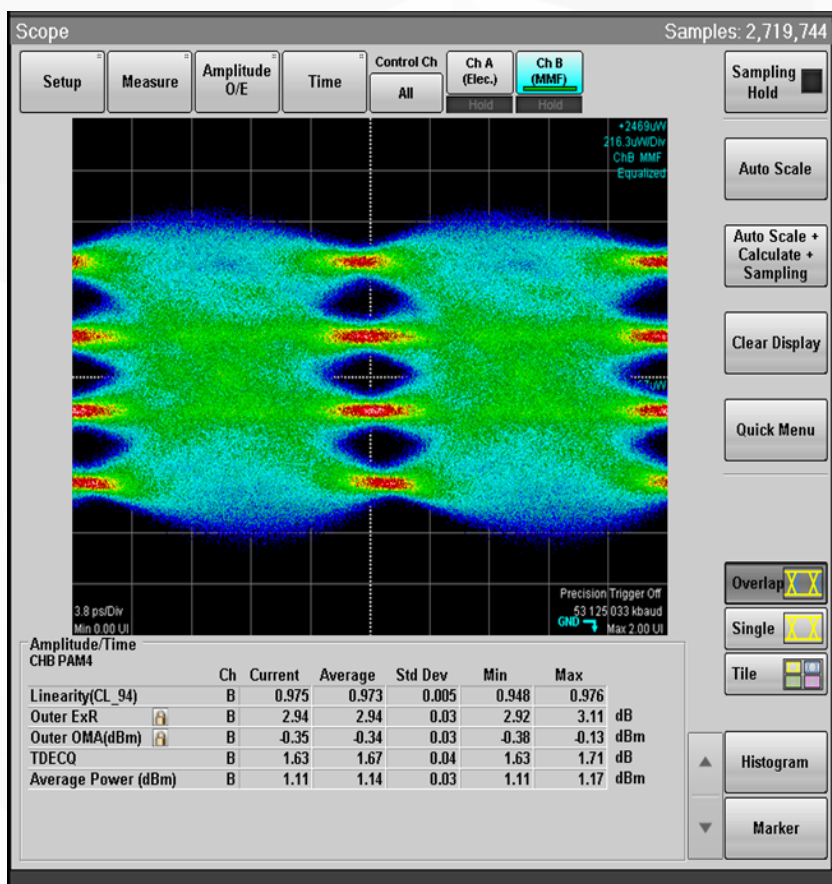 Scope Samples: 2,719,744
Setup Measure Amplitude O/E Time Control Ch All Ch A (Elec.) Hold Ch B (MMF) Hold
Sampling Hold
+2469uW
216.3uW/Div
ChB MMF
Equalized
Auto Scale
Auto Scale + Calculate + Sampling
Clear Display
Quick Menu
Precision Trigger Off
3.8 ps/Div 53 125 033 kbaud
Min 0.00 UI GND Max 2.00 UI
Overlap
Single
Tile
Amplitude/Time
CHB PAM4
Ch Current Average Std Dev Min Max
Linearity(CL_94) B 0.975 0.973 0.005 0.948 0.976
Outer ExR B 2.94 2.94 0.03 2.92 3.11 dB
Outer OMA(dBm) B -0.35 -0.34 0.03 -0.38 -0.13 dBm
TDECQ B 1.63 1.67 0.04 1.63 1.71 dB
Average Power (dBm) B 1.11 1.14 0.03 1.11 1.17 dBm
Histogram
Marker